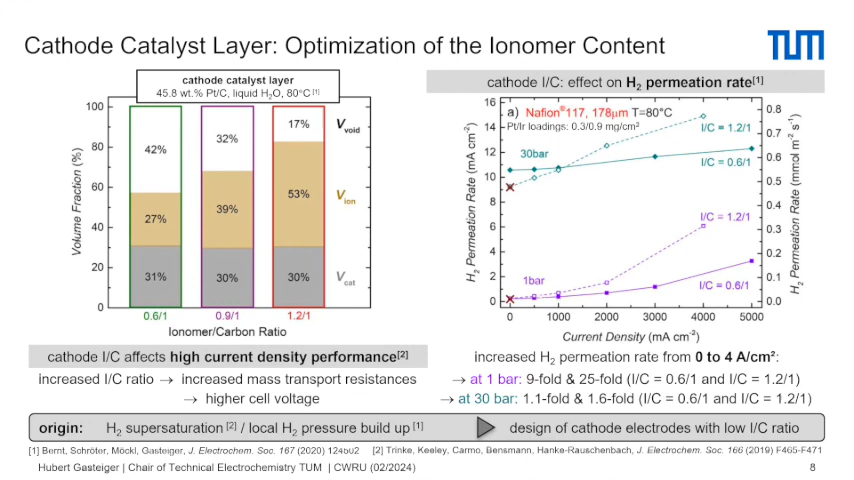 Cathode Catalyst Layer: Optimization of the Ionomer Content
TUM
cathode catalyst layer
45.8 wt.% Pt/C, liquid H₂O, 80°C [1]
100
80
60
40
20
0
Volume Fraction (%)
42%
27%
31%
32%
39%
30%
17%
53%
30%
V_void
V_ion
V_cat
0.6/1
0.9/1
1.2/1
Ionomer/Carbon Ratio
cathode I/C: effect on H₂ permeation rate[1]
a) Nafion®117, 178μm T=80°C
Pt/Ir loadings: 0.3/0.9 mg/cm²
I/C = 1.2/1
30bar
I/C = 0.6/1
I/C = 1.2/1
1bar
I/C = 0.6/1
16
14
12
10
8
6
4
2
0
H₂ Permeation Rate (mA cm⁻²)
0.8
0.7
0.6
0.5
0.4
0.3
0.2
0.1
0.0
H₂ Permeation Rate (mmol m⁻² s⁻¹)
0
1000
2000
3000
4000
5000
Current Density (mA cm⁻²)
cathode I/C affects high current density performance[2]
increased I/C ratio → increased mass transport resistances
→ higher cell voltage
increased H₂ permeation rate from 0 to 4 A/cm²:
→ at 1 bar: 9-fold & 25-fold (I/C = 0.6/1 and I/C = 1.2/1)
→ at 30 bar: 1.1-fold & 1.6-fold (I/C = 0.6/1 and I/C = 1.2/1)
origin: H₂ supersaturation [2] / local H₂ pressure build up [1]
design of cathode electrodes with low I/C ratio
[1] Bernt, Schröter, Möckl, Gasteiger, J. Electrochem. Soc. 167 (2020) 124502 [2] Trinke, Keeley, Carmo, Bensmann, Hanke-Rauschenbach, J. Electrochem. Soc. 166 (2019) F465-F471
Hubert Gasteiger | Chair of Technical Electrochemistry TUM | CWRU (02/2024)
8